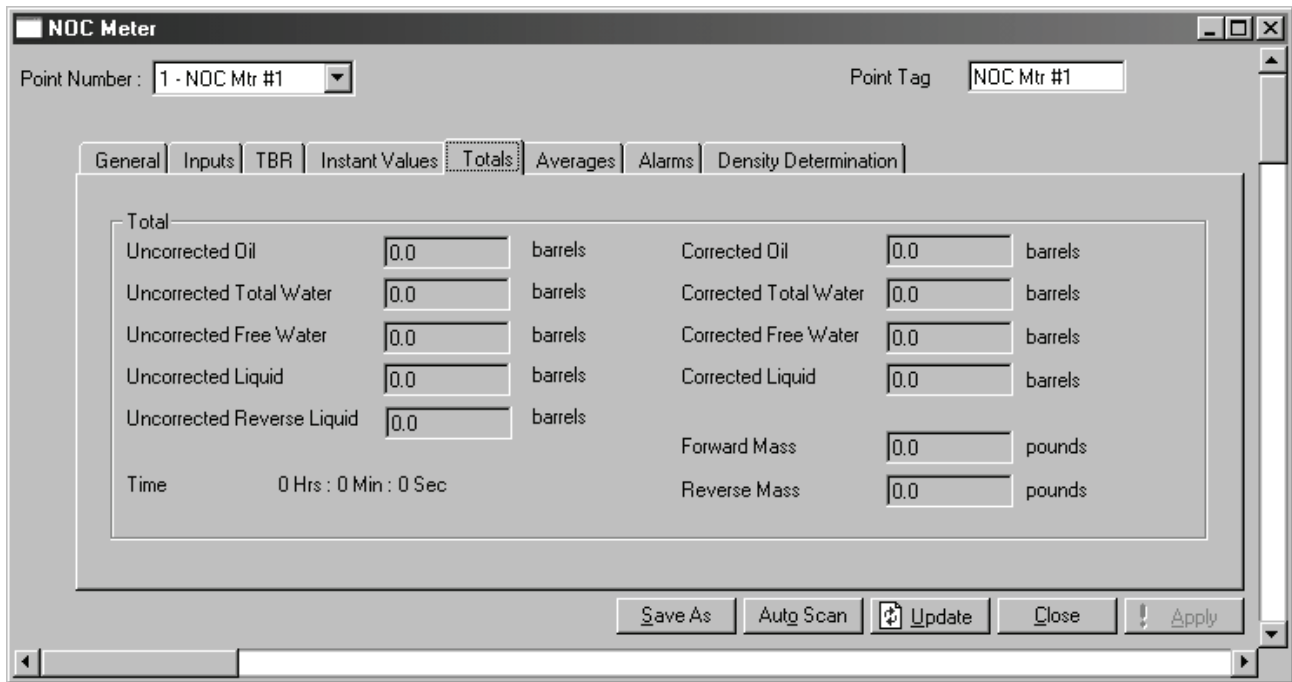 NOC Meter
Point Number : 1 - NOC Mtr #1 Point Tag NOC Mtr #1
General Inputs TBR Instant Values Totals Averages Alarms Density Determination
Total
Uncorrected Oil 0.0 barrels Corrected Oil 0.0 barrels
Uncorrected Total Water 0.0 barrels Corrected Total Water 0.0 barrels
Uncorrected Free Water 0.0 barrels Corrected Free Water 0.0 barrels
Uncorrected Liquid 0.0 barrels Corrected Liquid 0.0 barrels
Uncorrected Reverse Liquid 0.0 barrels
Forward Mass 0.0 pounds
Time 0 Hrs : 0 Min : 0 Sec Reverse Mass 0.0 pounds
Save As Auto Scan Update Close ! Apply